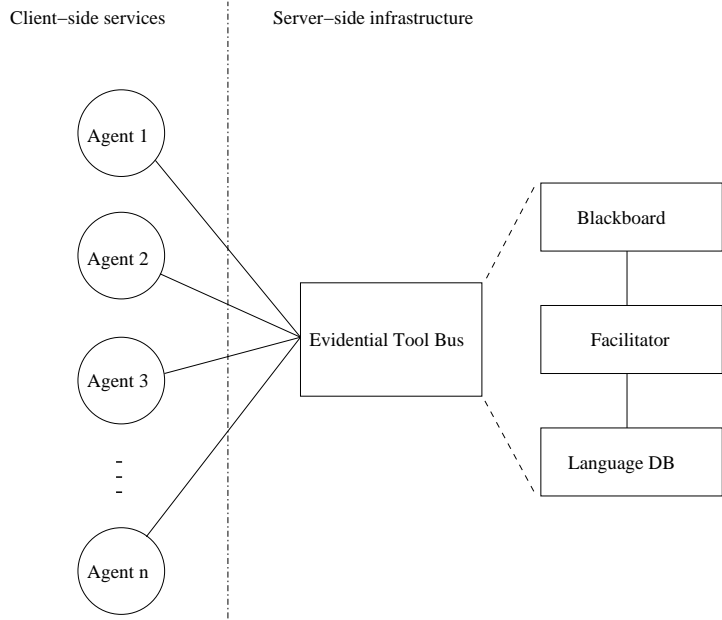 Client–side services
Server–side infrastructure
Agent 1
Agent 2
Agent 3
Agent n
Evidential Tool Bus
Blackboard
Facilitator
Language DB